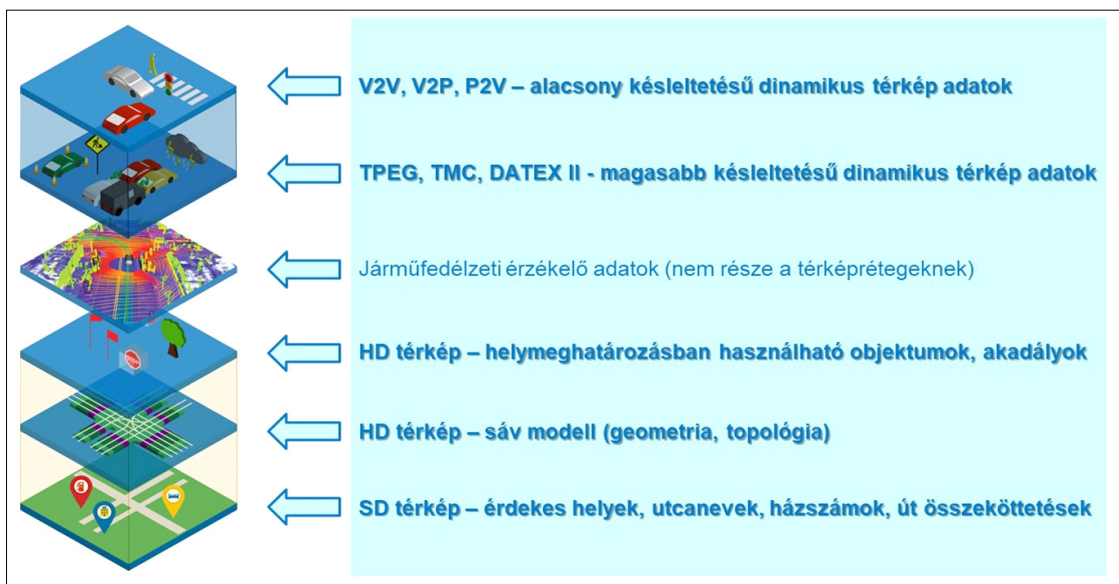 V2V, V2P, P2V – alacsony késleltetésű dinamikus térkép adatok
TPEG, TMC, DATEX II - magasabb késleltetésű dinamikus térkép adatok
Járműfedélzeti érzékelő adatok (nem része a térképrétegeknek)
HD térkép – helymeghatározásban használható objektumok, akadályok
STOP
HD térkép – sáv modell (geometria, topológia)
SD térkép – érdekes helyek, utcanevek, házszámok, út összeköttetések